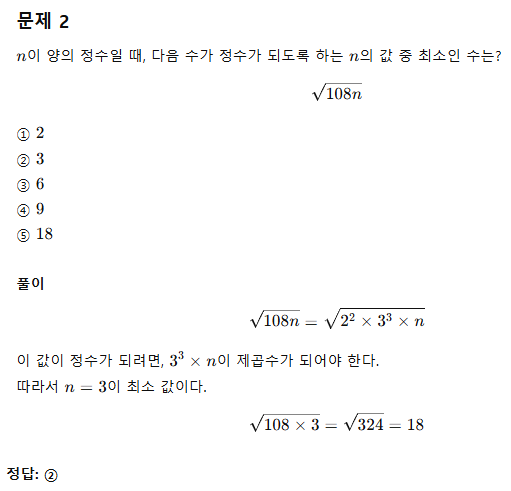 문제 2
n이 양의 정수일 때, 다음 수가 정수가 되도록 하는 n의 값 중 최소인 수는?
√108n
① 2
② 3
③ 6
④ 9
⑤ 18
풀이
√108n = √2² × 3³ × n
이 값이 정수가 되려면, 3³ × n이 제곱수가 되어야 한다.
따라서 n = 3이 최소 값이다.
√108 × 3 = √324 = 18
정답: ②